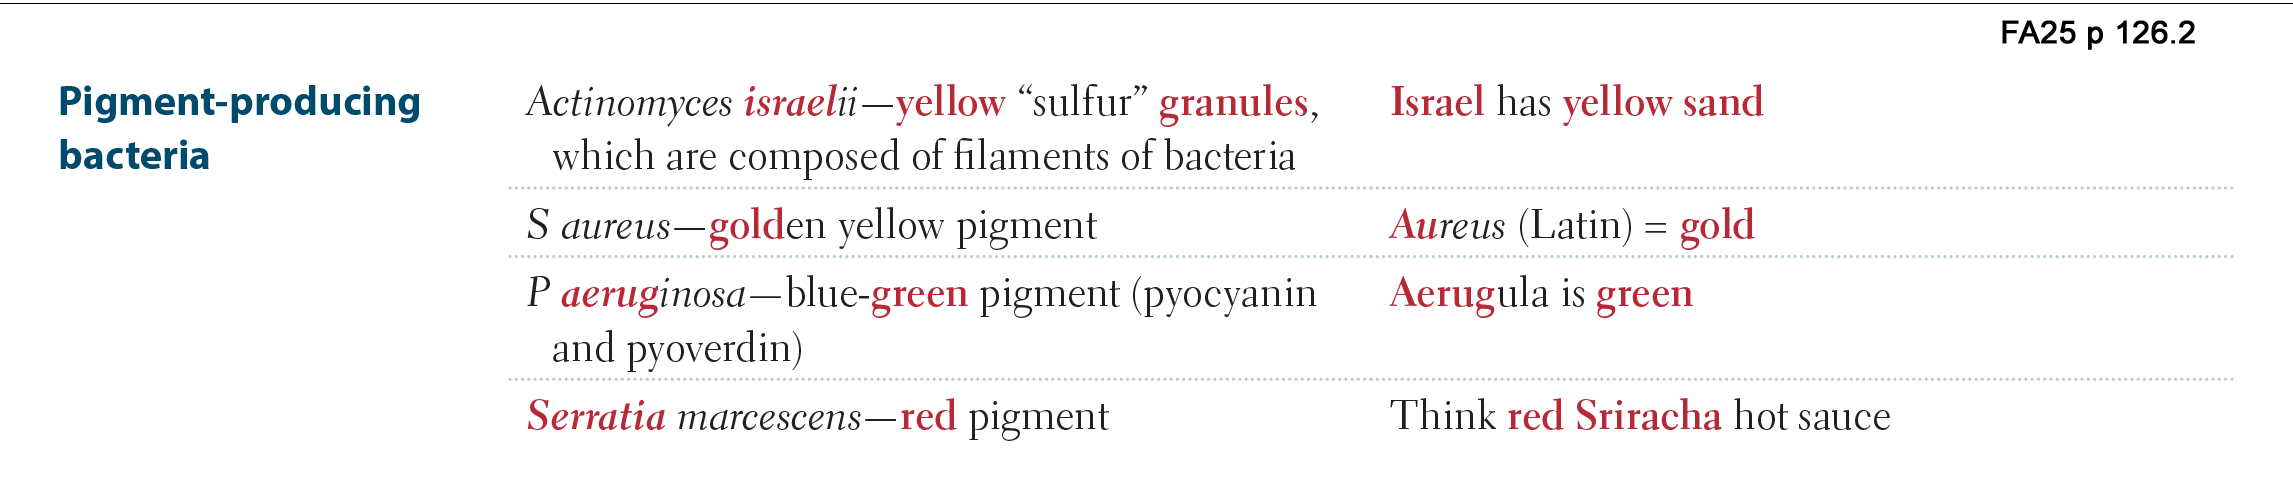 FA25 p 126.2
Pigment-producing
bacteria
Actinomyces israelii—yellow “sulfur” granules,
which are composed of filaments of bacteria
Israel has yellow sand
S aureus—golden yellow pigment
Aureus (Latin) = gold
P aeruginosa—blue-green pigment (pyocyanin
and pyoverdin)
Aerugula is green
Serratia marcescens—red pigment
Think red Sriracha hot sauce